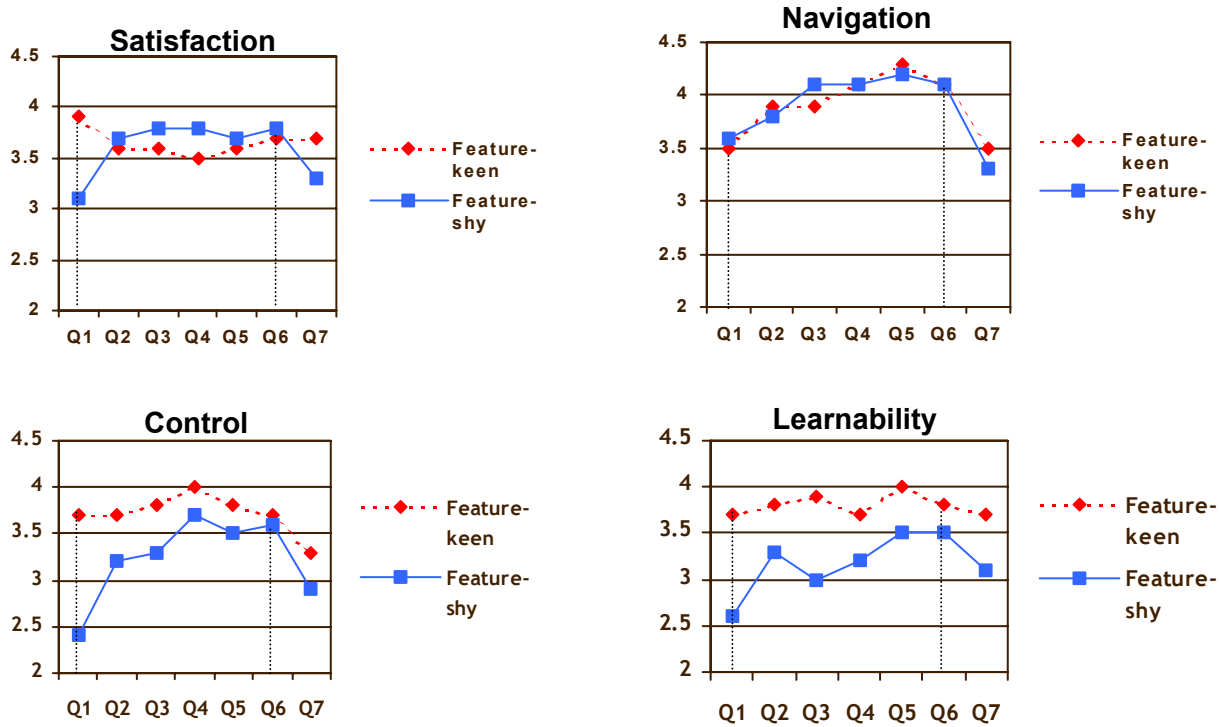 Satisfaction
4.5
4
3.5
3
2.5
2
Q1 Q2 Q3 Q4 Q5 Q6 Q7
Feature-
keen
Feature-
shy
Navigation
4.5
4
3.5
3
2.5
2
Q1 Q2 Q3 Q4 Q5 Q6 Q7
Feature-
keen
Feature-
shy
Control
4.5
4
3.5
3
2.5
2
Q1 Q2 Q3 Q4 Q5 Q6 Q7
Feature-
keen
Feature-
shy
Learnability
4.5
4
3.5
3
2.5
2
Q1 Q2 Q3 Q4 Q5 Q6 Q7
Feature-
keen
Feature-
shy